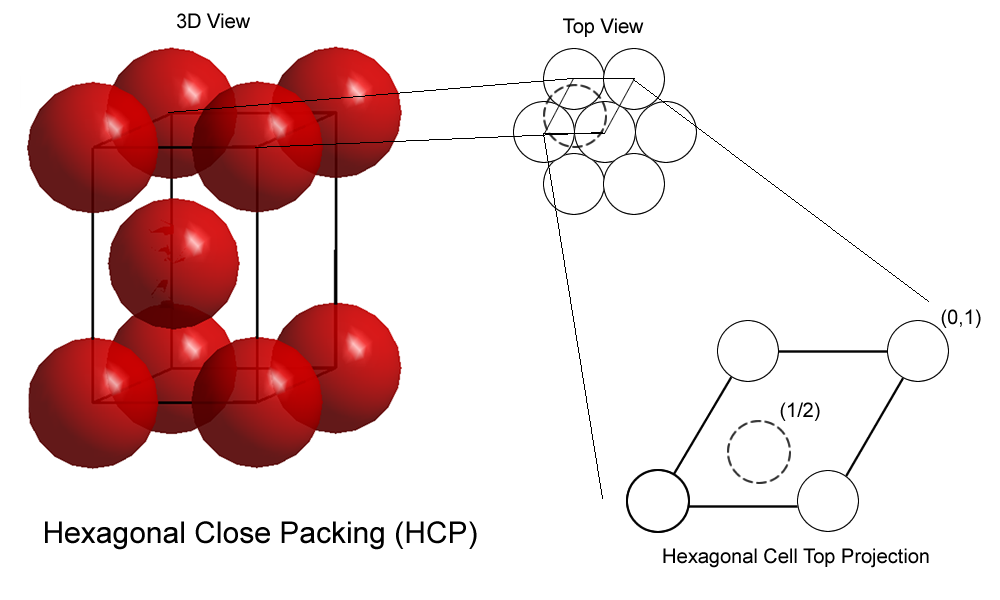 3D View
Top View
(0,1)
(1/2)
Hexagonal Close Packing (HCP)
Hexagonal Cell Top Projection